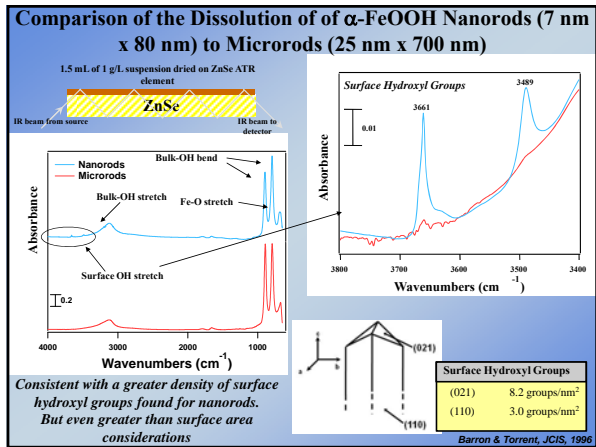 Comparison of the Dissolution of of α-FeOOH Nanorods (7 nm
x 80 nm) to Microrods (25 nm x 700 nm)
1.5 mL of 1 g/L suspension dried on ZnSe ATR
element
ZnSe
IR beam from source
IR beam to
detector
Nanorods
Microrods
Bulk-OH bend
Bulk-OH stretch
Fe-O stretch
Surface OH stretch
Absorbance
0.2
4000
3000
2000
1000
Wavenumbers (cm-1)
Surface Hydroxyl Groups
3489
3661
0.01
Absorbance
3800
3700
3600
3500
3400
Wavenumbers (cm-1)
Consistent with a greater density of surface
hydroxyl groups found for nanorods.
But even greater than surface area
considerations
c
b
a
(021)
(110)
Surface Hydroxyl Groups
(021) 8.2 groups/nm2
(110) 3.0 groups/nm2
Barron & Torrent, JCIS, 1996